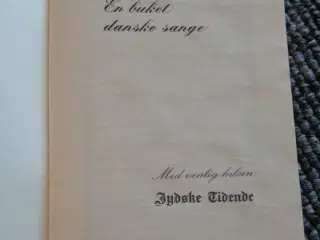 En buket
danske sange
Med venlig hilsen
Jydske Tidende